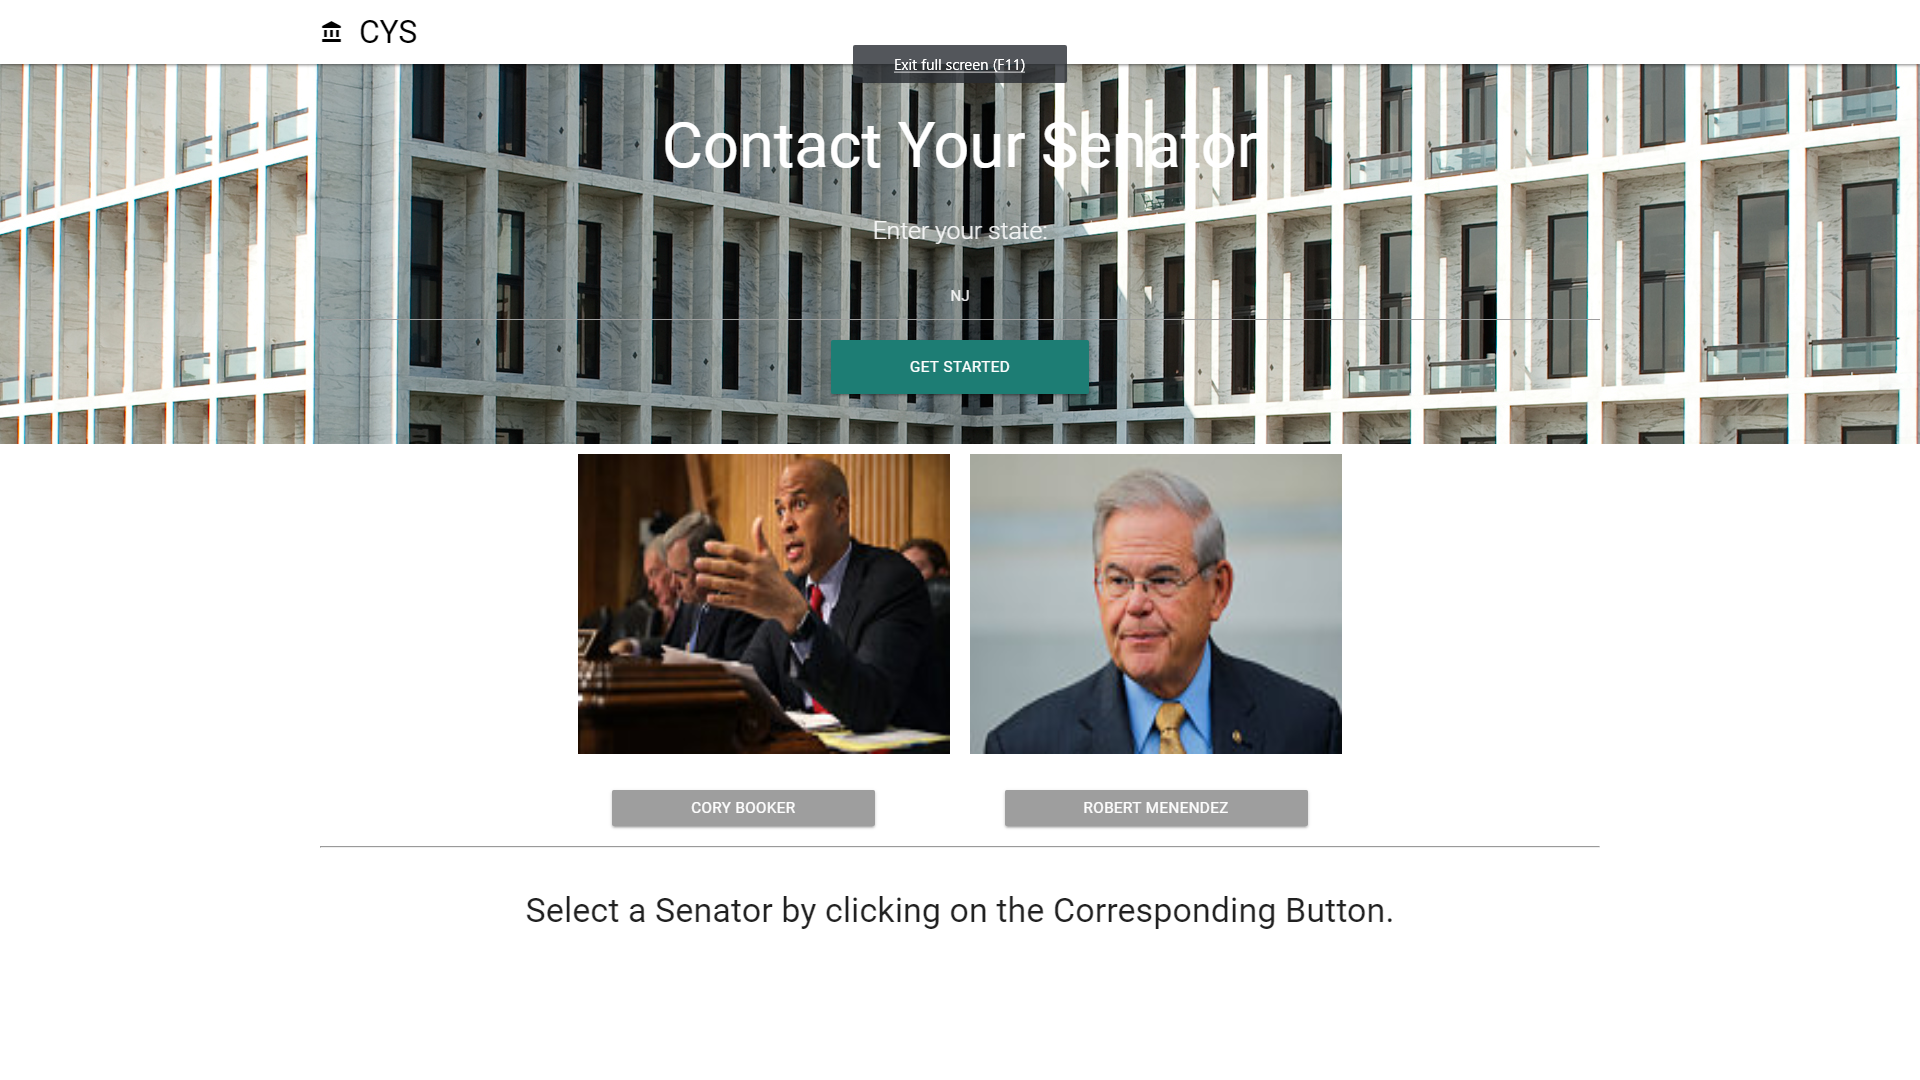 CYS
Exit full screen (F11)
Contact Your Senator
Enter your state:
NJ
GET STARTED
CORY BOOKER
ROBERT MENENDEZ
Select a Senator by clicking on the Corresponding Button.